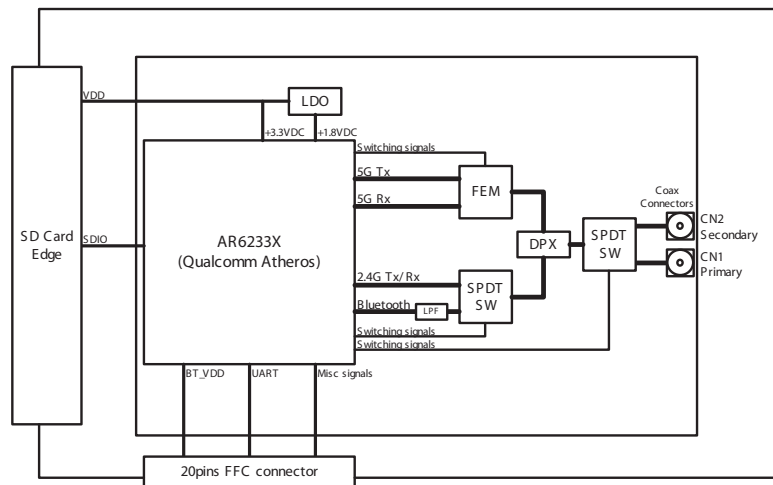 VDD
LDO
+3.3VDC
+1.8VDC
Switching signals
5G Tx
FEM
5G Rx
Coax
Connectors
CN2
Secondary
SD Card
Edge
SDIO
AR6233X
(Qualcomm Atheros)
DPX
SPDT
SW
CN1
Primary
2.4G Tx/Rx
SPDT
SW
Bluetooth
LPF
Switching signals
Switching signals
BT_VDD
UART
Misc signals
20pins FFC connector